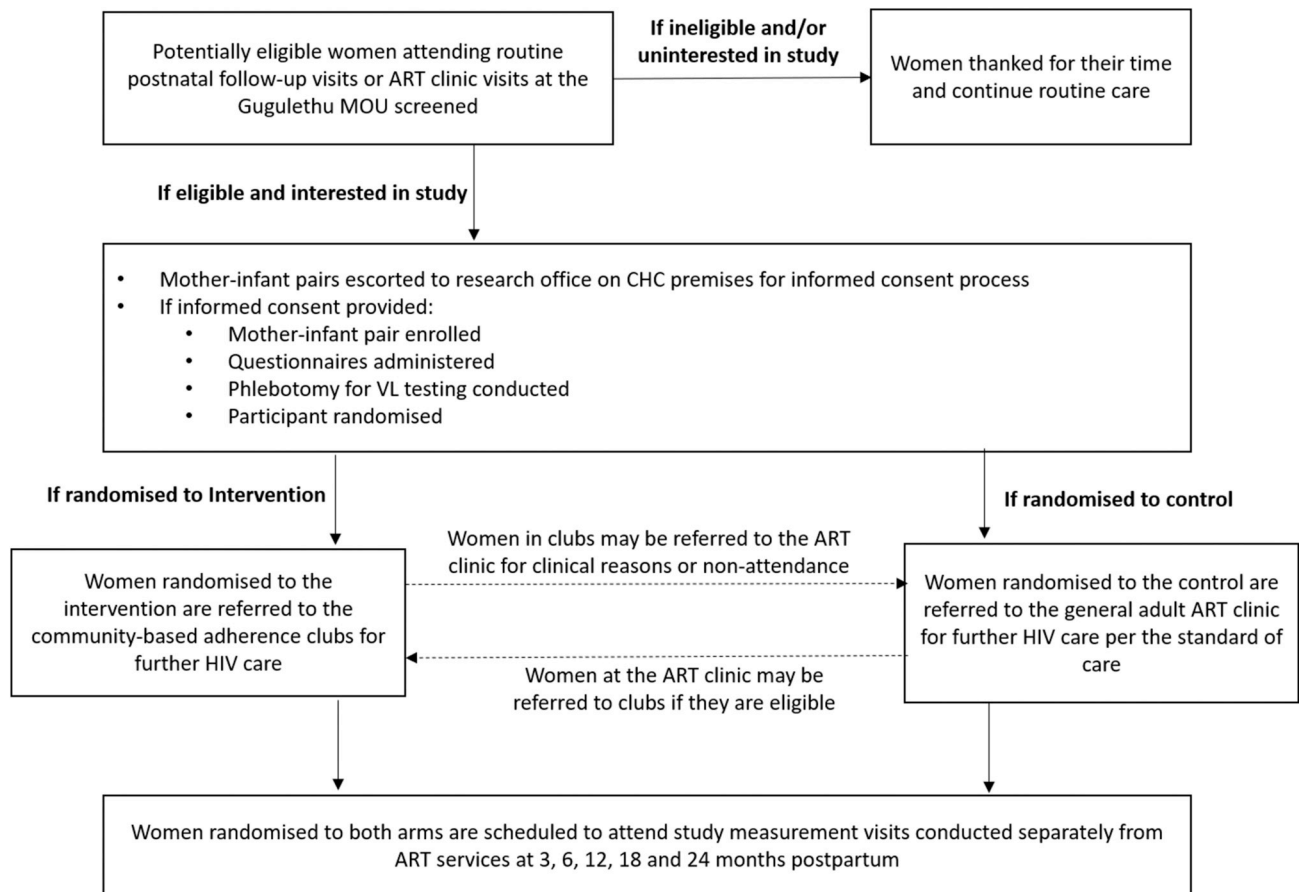 Potentially eligible women attending routine
postnatal follow-up visits or ART clinic visits at the
Gugulethu MOU screened
If ineligible and/or
uninterested in study
Women thanked for their time
and continue routine care
If eligible and interested in study
• Mother-infant pairs escorted to research office on CHC premises for informed consent process
• If informed consent provided:
• Mother-infant pair enrolled
• Questionnaires administered
• Phlebotomy for VL testing conducted
• Participant randomised
If randomised to Intervention
If randomised to control
Women randomised to the
intervention are referred to the
community-based adherence clubs for
further HIV care
Women in clubs may be referred to the ART
clinic for clinical reasons or non-attendance
Women at the ART clinic may be
referred to clubs if they are eligible
Women randomised to the control are
referred to the general adult ART clinic
for further HIV care per the standard of
care
Women randomised to both arms are scheduled to attend study measurement visits conducted separately from
ART services at 3, 6, 12, 18 and 24 months postpartum